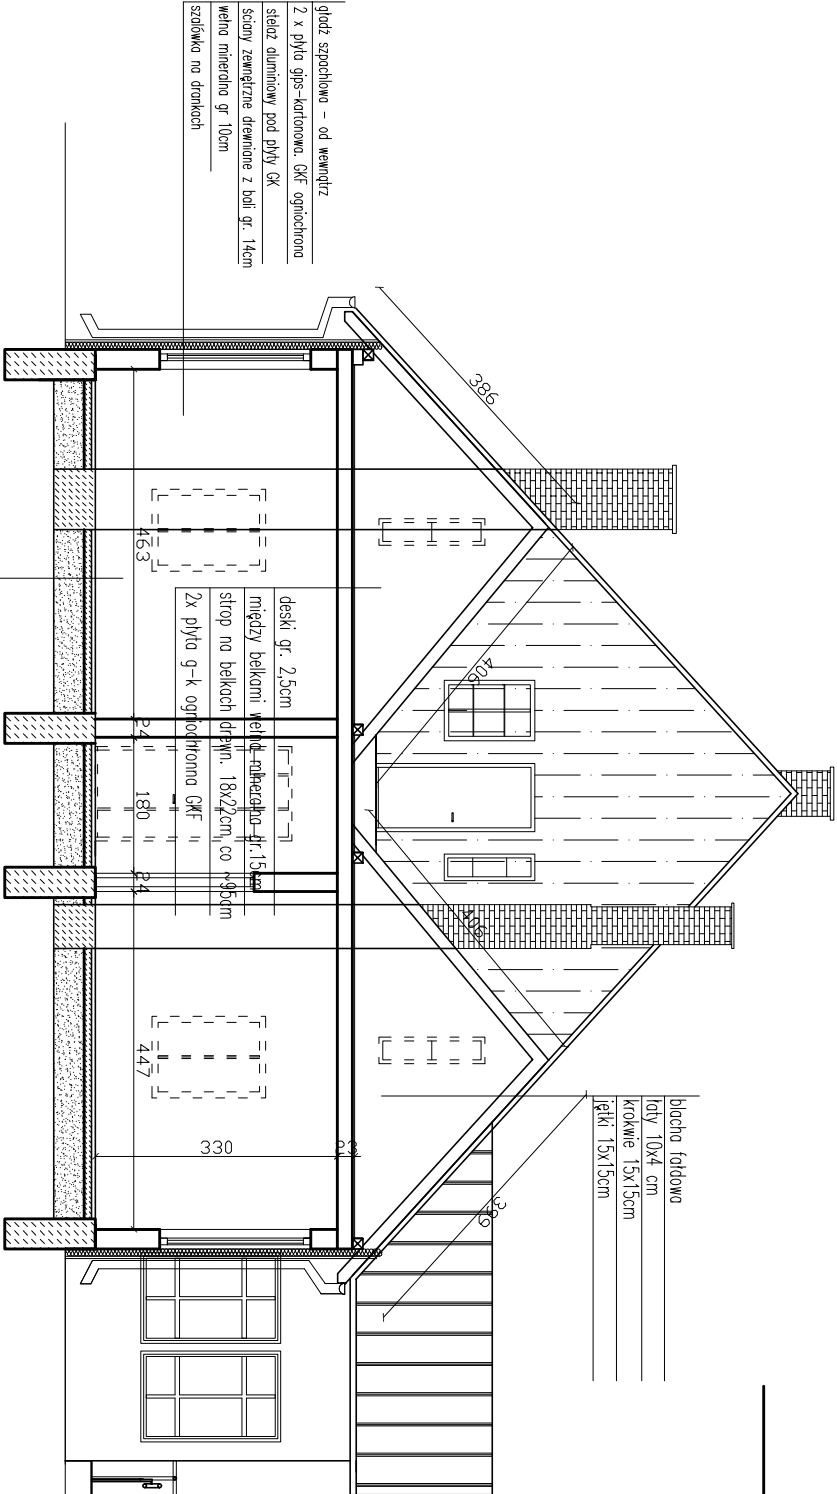 gładź szpachlowa - od wewnątrz
2 x płyta gips-kartonowa. GKF ogniochrona
stelaż aluminiowy pod płyty GK
ściany zewnętrzne drewniane z bali gr. 14cm
wełna mineralna gr 10cm
szalówka na drankach
386
406
406
399
blacha fałdowa
łaty 10x4 cm
krokwie 15x15cm
jętki 15x15cm
deski gr. 2,5cm
między belkami wełna mineralna gr.15cm
strop na belkach drewn. 18x22cm co ~95cm
2x płyta g-k ogniochronna GKF
463
24
180
24
447
330
23